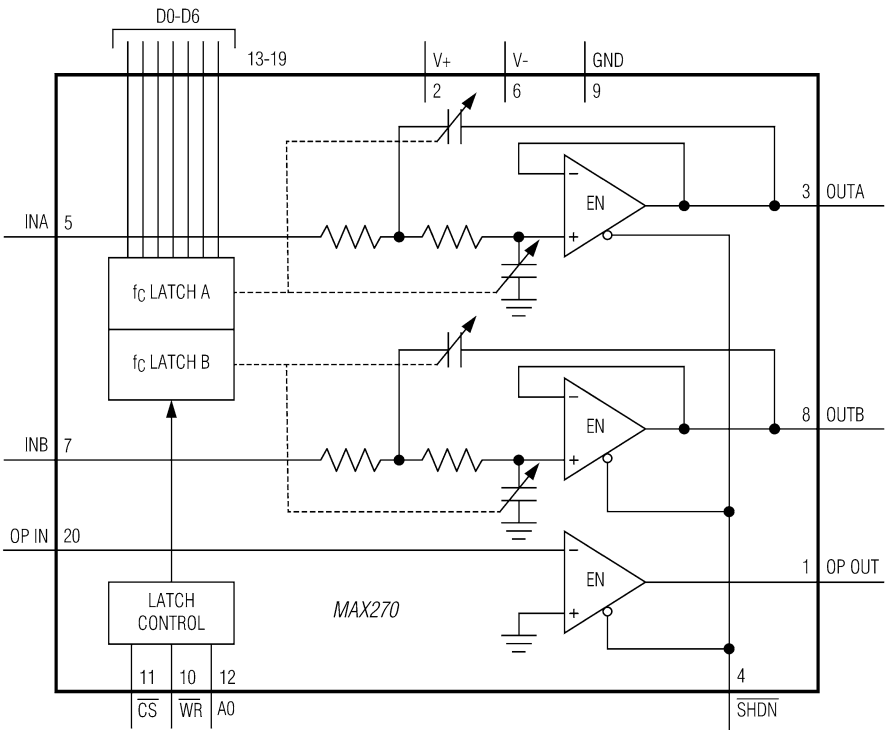 D0-D6
13-19
V+
V-
GND
2
6
9
INA
5
−
EN
+
3
OUTA
fC LATCH A
fC LATCH B
−
EN
+
8
OUTB
INB
7
OP IN
20
−
EN
+
1
OP OUT
LATCH
CONTROL
MAX270
11
10
12
4
CS
WR
A0
SHDN